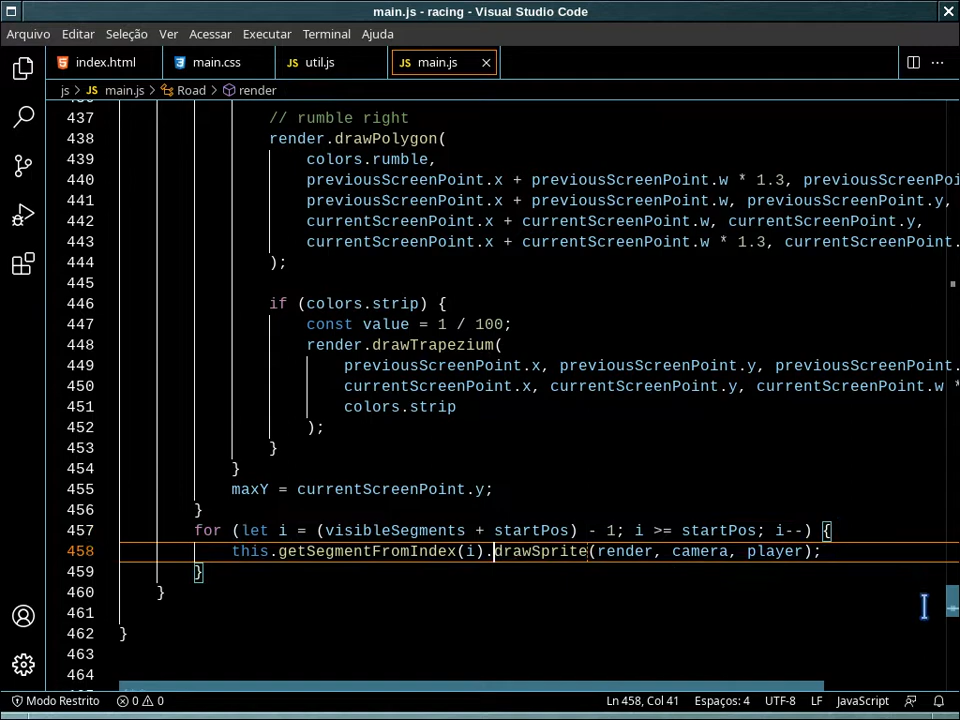 main.js - racing - Visual Studio Code
Arquivo Editar Seleção Ver Acessar Executar Terminal Ajuda
index.html main.css JS util.js JS main.js
js > JS main.js > Road > render
437 // rumble right
438 render.drawPolygon(
439 colors.rumble,
440 previousScreenPoint.x + previousScreenPoint.w * 1.3, previousScreenPoi
441 previousScreenPoint.x + previousScreenPoint.w, previousScreenPoint.y,
442 currentScreenPoint.x + currentScreenPoint.w, currentScreenPoint.y,
443 currentScreenPoint.x + currentScreenPoint.w * 1.3, currentScreenPoint.
444 );
445
446 if (colors.strip) {
447 const value = 1 / 100;
448 render.drawTrapezium(
449 previousScreenPoint.x, previousScreenPoint.y, previousScreenPoint.
450 currentScreenPoint.x, currentScreenPoint.y, currentScreenPoint.w *
451 colors.strip
452 );
453 }
454 }
455 maxY = currentScreenPoint.y;
456 }
457 for (let i = (visibleSegments + startPos) - 1; i >= startPos; i--) {
458 this.getSegmentFromIndex(i).drawSprite(render, camera, player);
459 }
460 }
461
462 }
463
464
Modo Restrito 0 0 Ln 458, Col 41 Espaços: 4 UTF-8 LF JavaScript